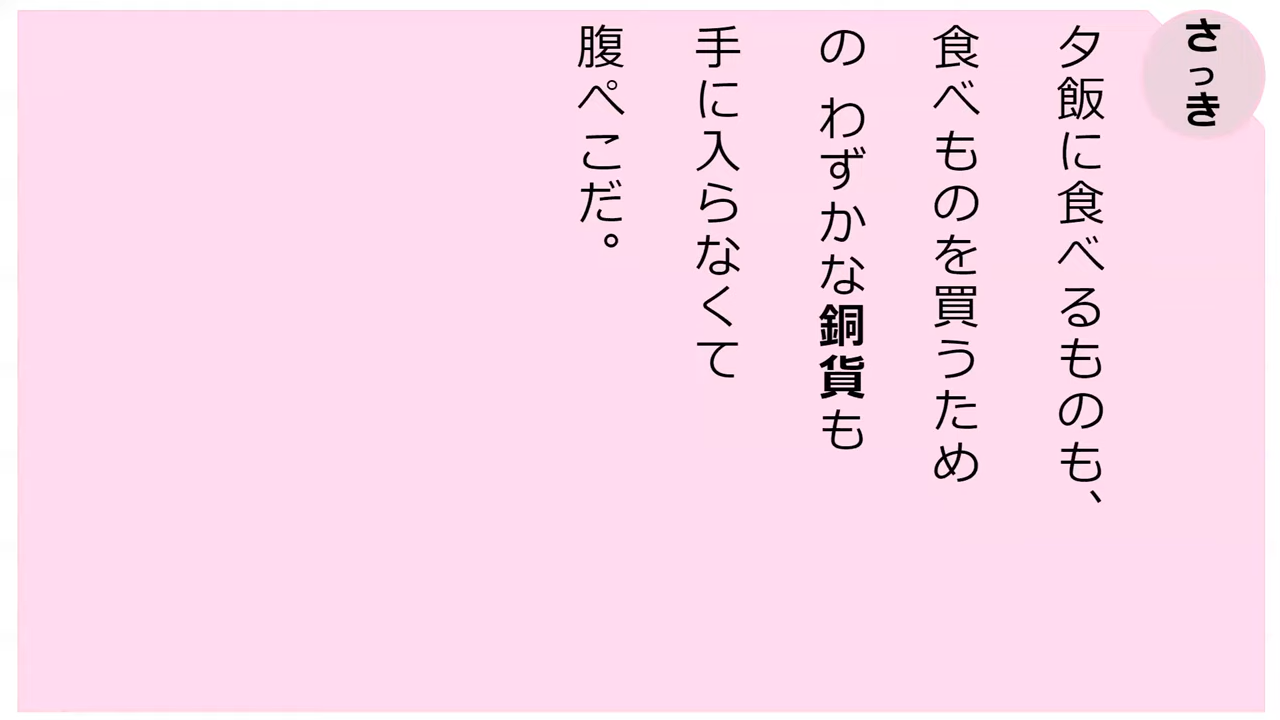 さっき
夕飯に食べるものも、
食べものを買うため
の わずかな銅貨も
手に入らなくて
腹ぺこだ。